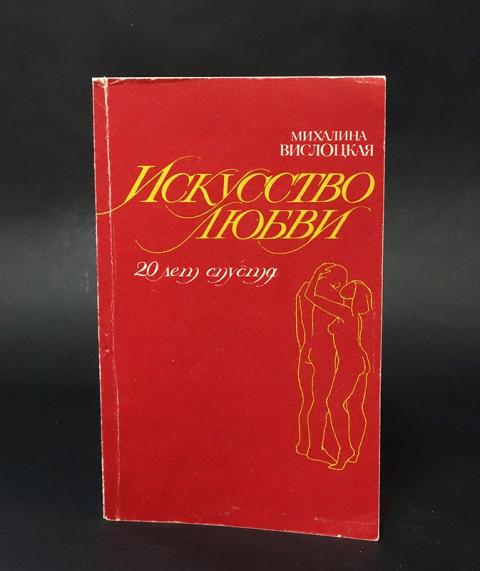 МИХАЛИНА
ВИСЛОЦКАЯ
ИСКУССТВО
ЛЮБВИ
20 лет спустя